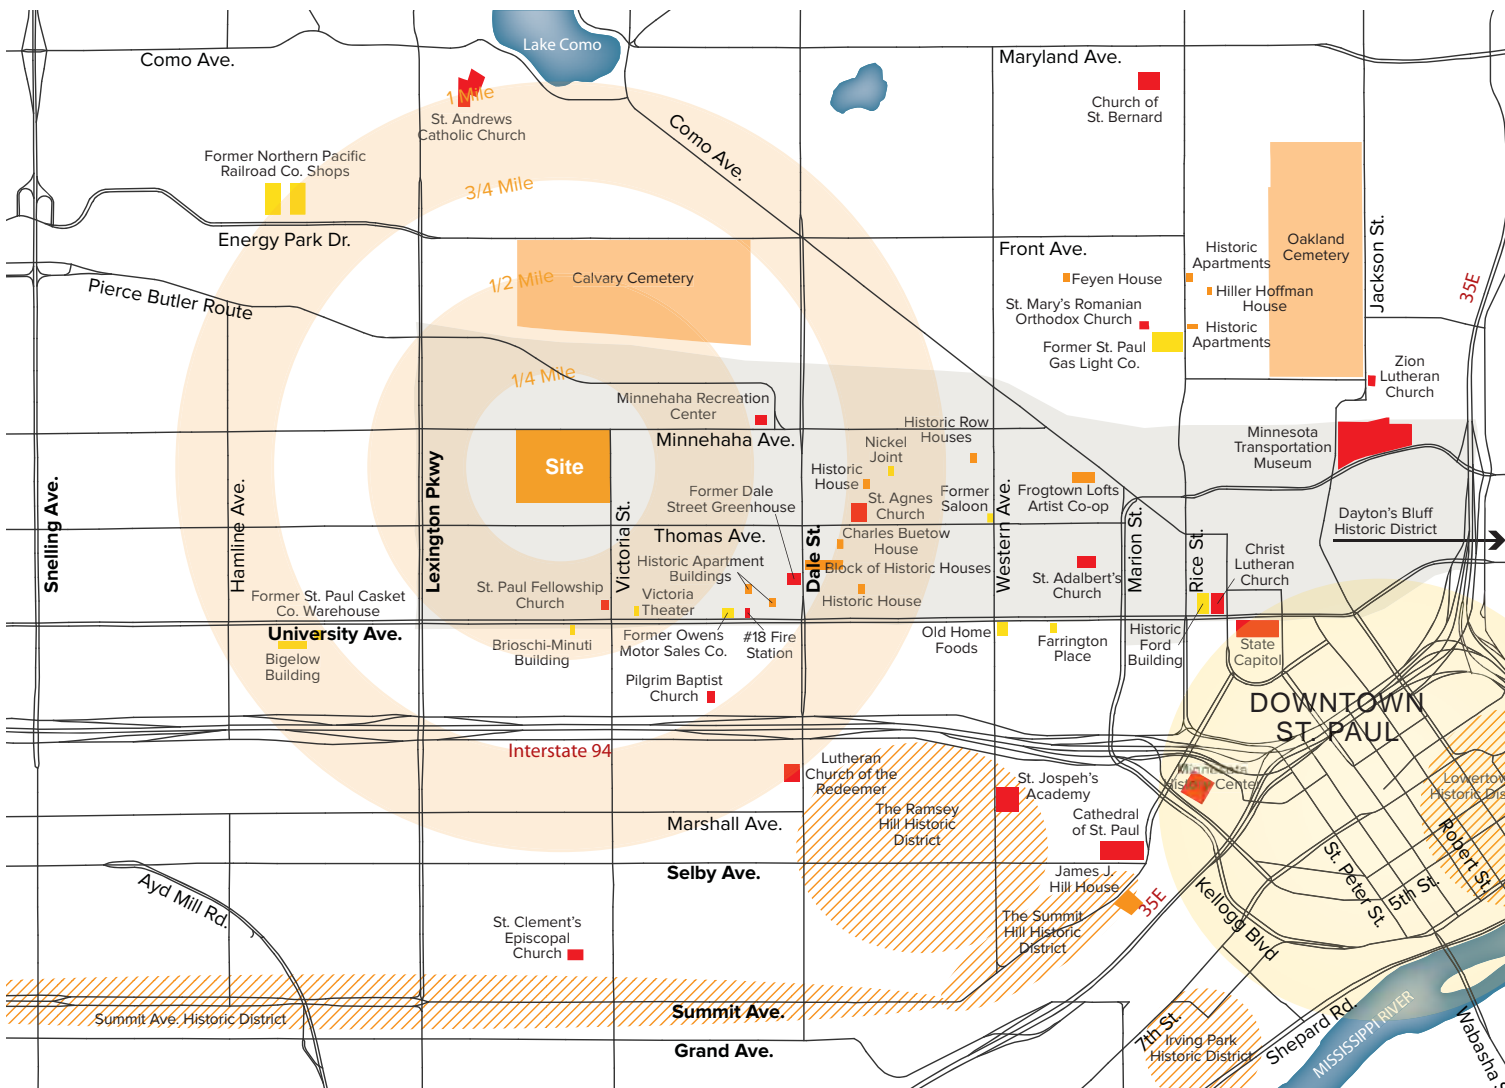 Lake Como
Como Ave.
Maryland Ave.
1 Mile
St. Andrews
Catholic Church
Church of
St. Bernard
Como Ave.
Former Northern Pacific
Railroad Co. Shops
3/4 Mile
Energy Park Dr.
Front Ave.
Historic
Apartments
Oakland
Cemetery
Jackson St.
35E
1/2 Mile
Calvary Cemetery
Feyen House
Hiller Hoffman
House
Pierce Butler Route
St. Mary's Romanian
Orthodox Church
Historic
Apartments
Former St. Paul
Gas Light Co.
1/4 Mile
Zion
Lutheran
Church
Minnehaha Recreation
Center
Minnehaha Ave.
Historic Row
Houses
Nickel
Joint
Minnesota
Transportation
Museum
Site
Historic
House
St. Agnes
Church
Former
Saloon
Frogtown Lofts
Artist Co-op
Former Dale
Street Greenhouse
Snelling Ave.
Hamline Ave.
Lexington Pkwy
Victoria St.
Dale St.
Western Ave.
Marion St.
Rice St.
Dayton's Bluff
Historic District
Thomas Ave.
Charles Buetow
House
Christ
Lutheran
Church
Historic Apartment
Buildings
Block of Historic Houses
St. Adalbert's
Church
St. Paul Fellowship
Church
Victoria
Theater
Historic House
Former St. Paul Casket
Co. Warehouse
University Ave.
Bigelow
Building
Brioschi-Minuti
Building
Former Owens
Motor Sales Co.
#18 Fire
Station
Old Home
Foods
Farrington
Place
Historic
Ford
Building
State
Capitol
Pilgrim Baptist
Church
DOWNTOWN
ST. PAUL
Interstate 94
Lutheran
Church of the
Redeemer
St. Jospeh's
Academy
Minnesota
History Center
Lowertow
Historic Dis
The Ramsey
Hill Historic
District
Cathedral
of St. Paul
Marshall Ave.
Selby Ave.
James J.
Hill House
35E
Kellogg Blvd
St. Peter St.
5th St.
Robert St.
Ayd Mill Rd.
St. Clement's
Episcopal
Church
The Summit
Hill Historic
District
Summit Ave.
Summit Ave. Historic District
Grand Ave.
7th St.
Irving Park
Historic District
Shepard Rd.
MISSISSIPPI RIVER
Wabasha